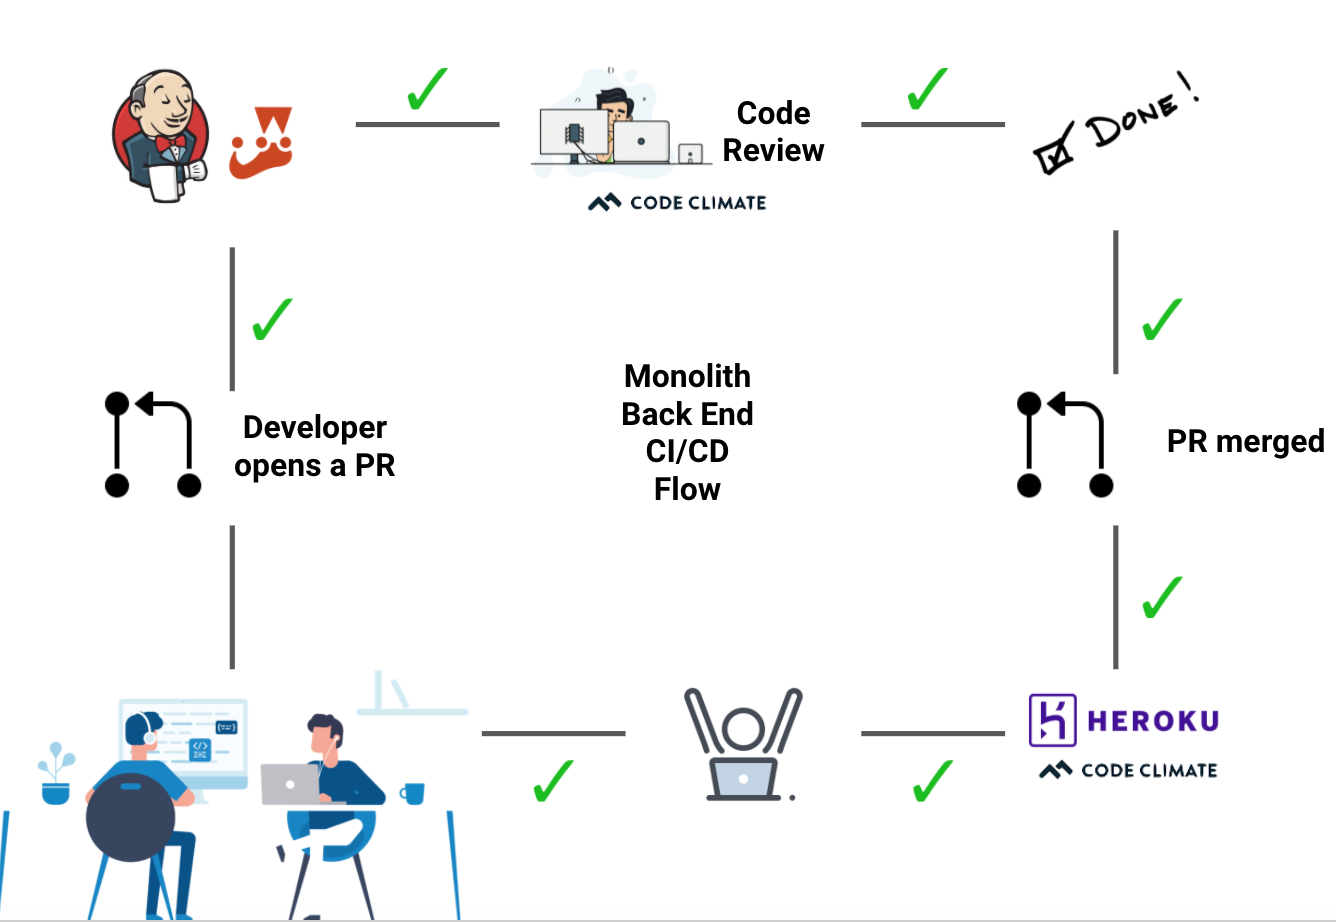 Code
Review
CODE CLIMATE
DONE!
Monolith
Back End
CI/CD
Flow
Developer
opens a PR
PR merged
HEROKU
CODE CLIMATE